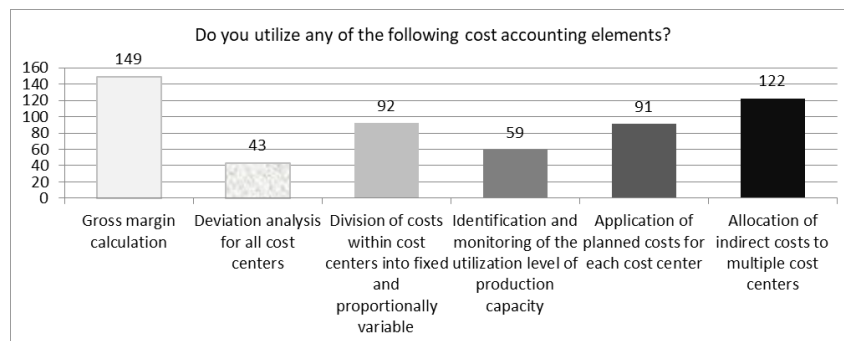 Do you utilize any of the following cost accounting elements?
160
140
120
100
80
60
40
20
0
149
43
92
59
91
122
Gross margin
calculation
Deviation analysis
for all cost
centers
Division of costs
within cost
centers into fixed
and
proportionally
variable
Identification and
monitoring of the
utilization level of
production
capacity
Application of
planned costs for
each cost center
Allocation of
indirect costs to
multiple cost
centers